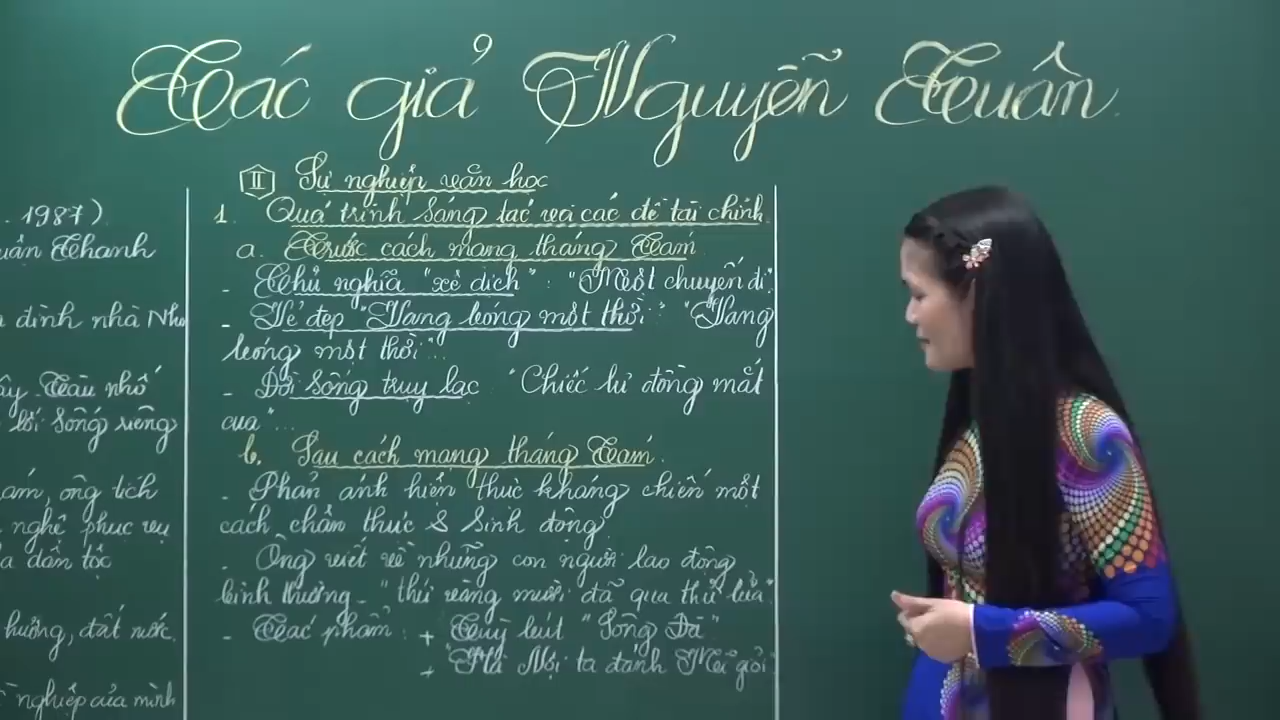 Tác giả Nguyễn Tuân
. 1987)
uân Thanh
a đình nhà Nho
ây. Tàu nhỏ
lối sống riêng
ám, ông tích
nghệ phục vụ
a dân tộc
hướng, đất nước.
nghiệp của mình
II Sự nghiệp văn học
1. Quá trình sáng tác và các đề tài chính
a. Trước cách mạng tháng Tám
- Chủ nghĩa "xê dịch" : "Một chuyến đi"
- Vẻ đẹp "Vang bóng một thời": "Vang
bóng một thời"...
- Đời sống truy lạc "Chiếc lư đồng mắt
cua"...
b. Sau cách mạng tháng Tám.
- Phản ánh hiện thực kháng chiến một
cách chân thực & sinh động
- Ông viết về những con người lao động
bình thường - "thứ vàng mười đã qua thử lửa"
- Tác phẩm : + Tùy bút "Sông Đà"
+ "Hà Nội ta đánh Mĩ giỏi"